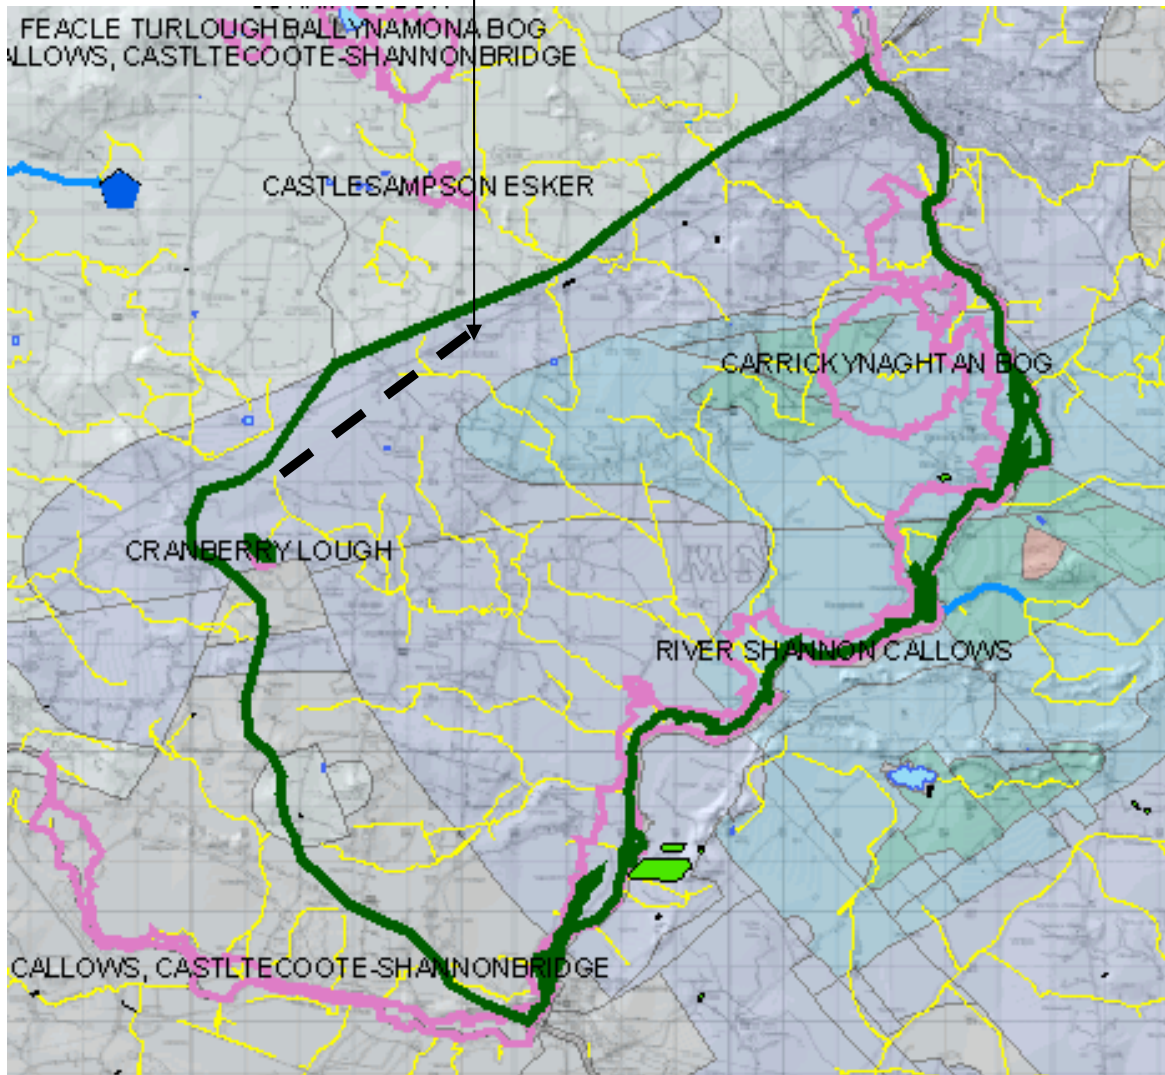 FEACLE TURLOUGH BALLYNAMONA BOG
ALLOWS, CASTLTECOOTE-SHANNONBRIDGE
CASTLESAMPSON ESKER
CARRICKYNAGHTAN BOG
CRANBERRY LOUGH
RIVER SHANNON CALLOWS
CALLOWS, CASTLTECOOTE-SHANNONBRIDGE